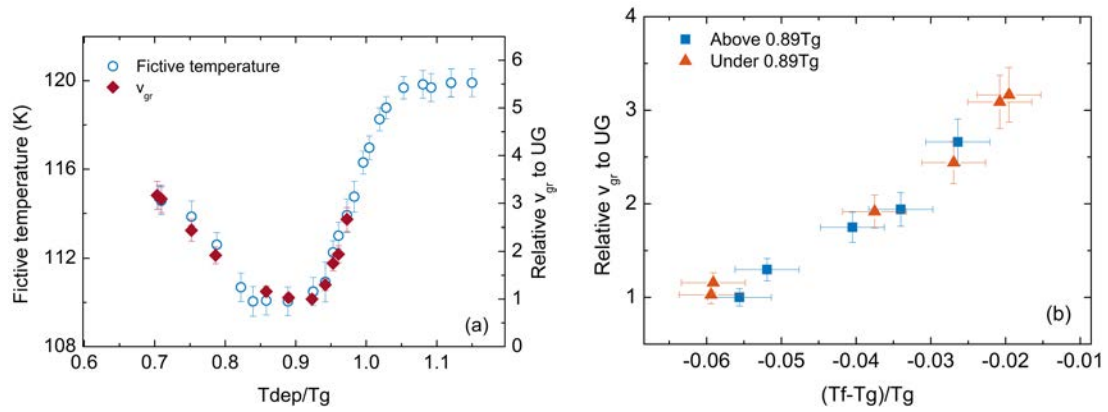 Fictive temperature
v_gr
Fictive temperature (K)
120
116
112
108
0.6 0.7 0.8 0.9 1.0 1.1
Tdep/Tg
6
5
4
3
2
1
0
Relative v_gr to UG
(a)
Above 0.89Tg
Under 0.89Tg
Relative v_gr to UG
4
3
2
1
-0.06 -0.05 -0.04 -0.03 -0.02 -0.01
(Tf-Tg)/Tg
(b)